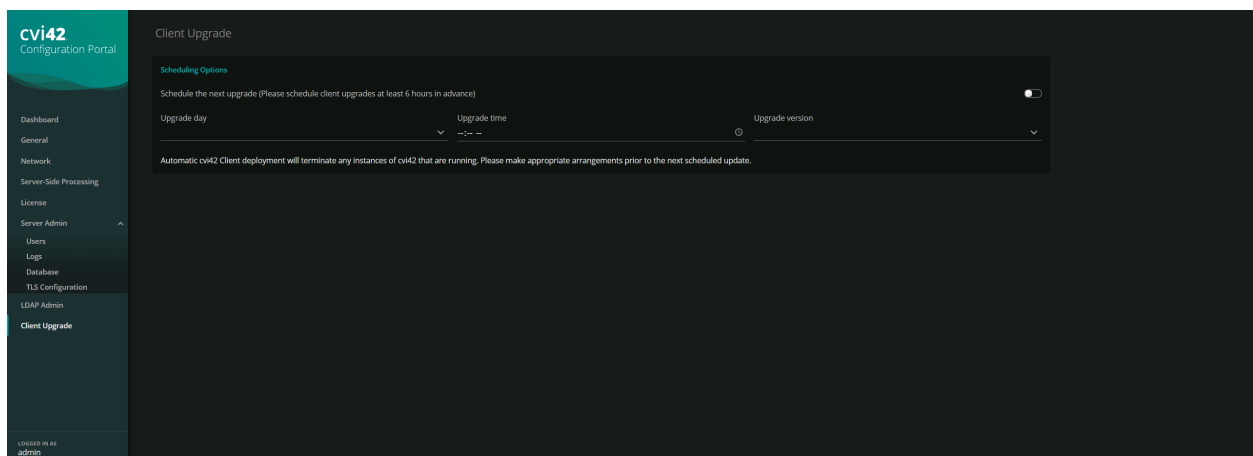 cvi42
Configuration Portal
Dashboard
General
Network
Server-Side Processing
License
Server Admin
Users
Logs
Database
TLS Configuration
LDAP Admin
Client Upgrade
LOGGED IN AS
admin
Client Upgrade
Scheduling Options
Schedule the next upgrade (Please schedule client upgrades at least 6 hours in advance)
Upgrade day
Upgrade time
Upgrade version
--:-- --
Automatic cvi42 Client deployment will terminate any instances of cvi42 that are running. Please make appropriate arrangements prior to the next scheduled update.